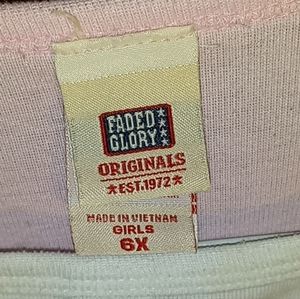 FADED
GLORY
ORIGINALS
★EST.1972★
MADE IN VIETNAM
GIRLS
6X